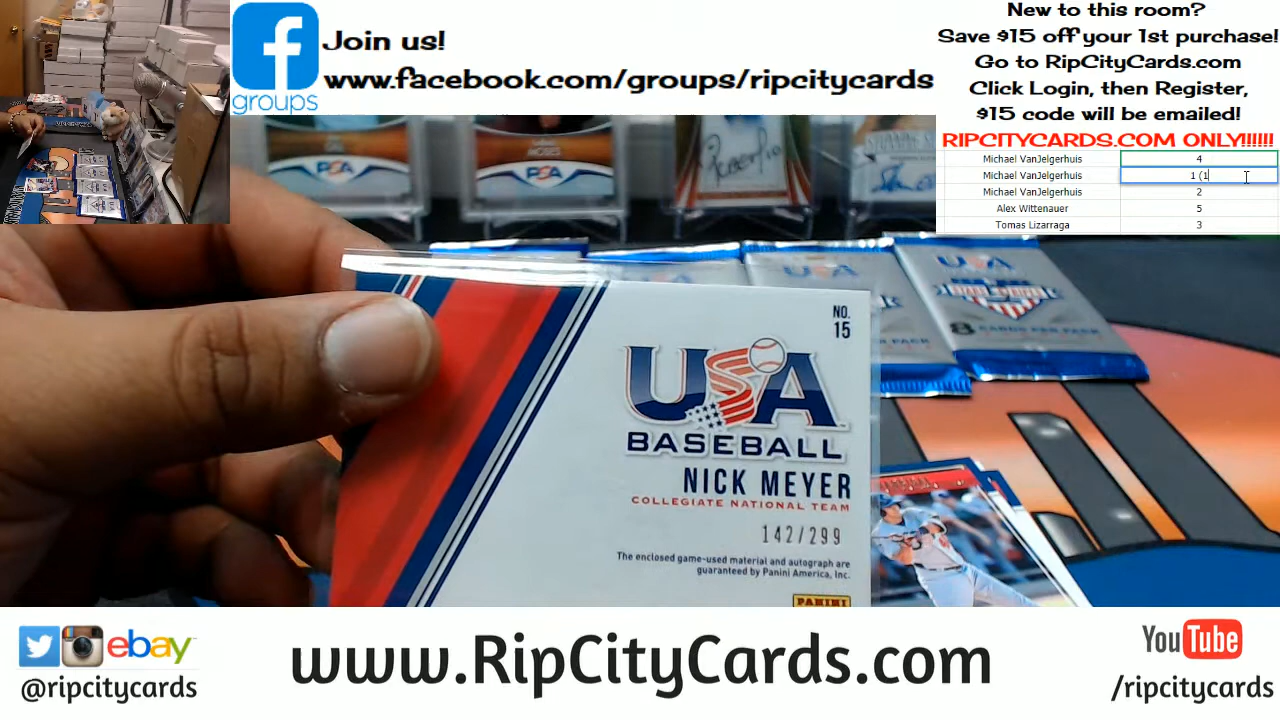 groups
Join us!
www.facebook.com/groups/ripcitycards
New to this room?
Save $15 off your 1st purchase!
Go to RipCityCards.com
Click Login, then Register,
$15 code will be emailed!
RIPCITYCARDS.COM ONLY!!!!!!
Michael VanJelgerhuis 4
Michael VanJelgerhuis 1 (1
Michael VanJelgerhuis 2
Alex Wittenauer 5
Tomas Lizarraga 3
PSA
PSA
USA
USA
8 CARDS PER PACK
NO.
15
USA
BASEBALL
NICK MEYER
COLLEGIATE NATIONAL TEAM
142/299
The enclosed game-used material and autograph are
guaranteed by Panini America, Inc.
PANINI
ebay
@ripcitycards
www.RipCityCards.com
YouTube
/ripcitycards